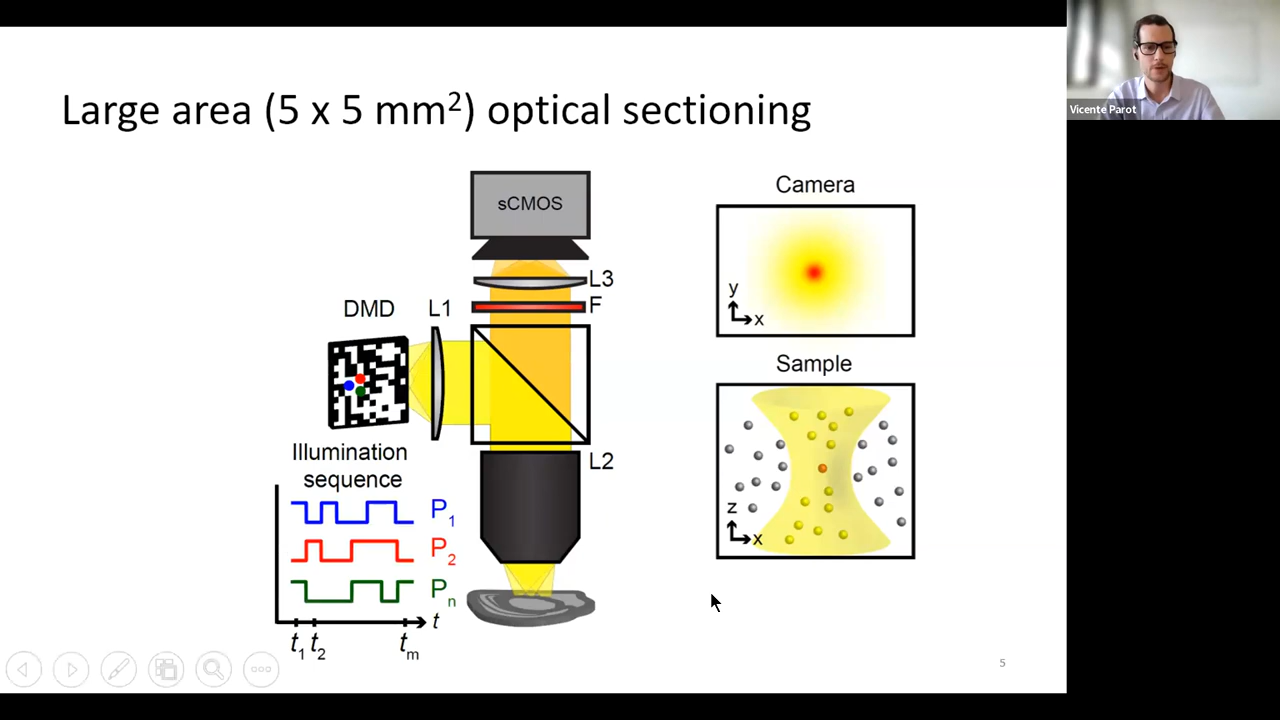 Large area (5 x 5 mm²) optical sectioning
Vicente Parot
sCMOS
L3
F
DMD
L1
L2
Illumination
sequence
P₁
P₂
Pₙ
t
t₁
t₂
tₘ
Camera
y
x
Sample
z
x
5